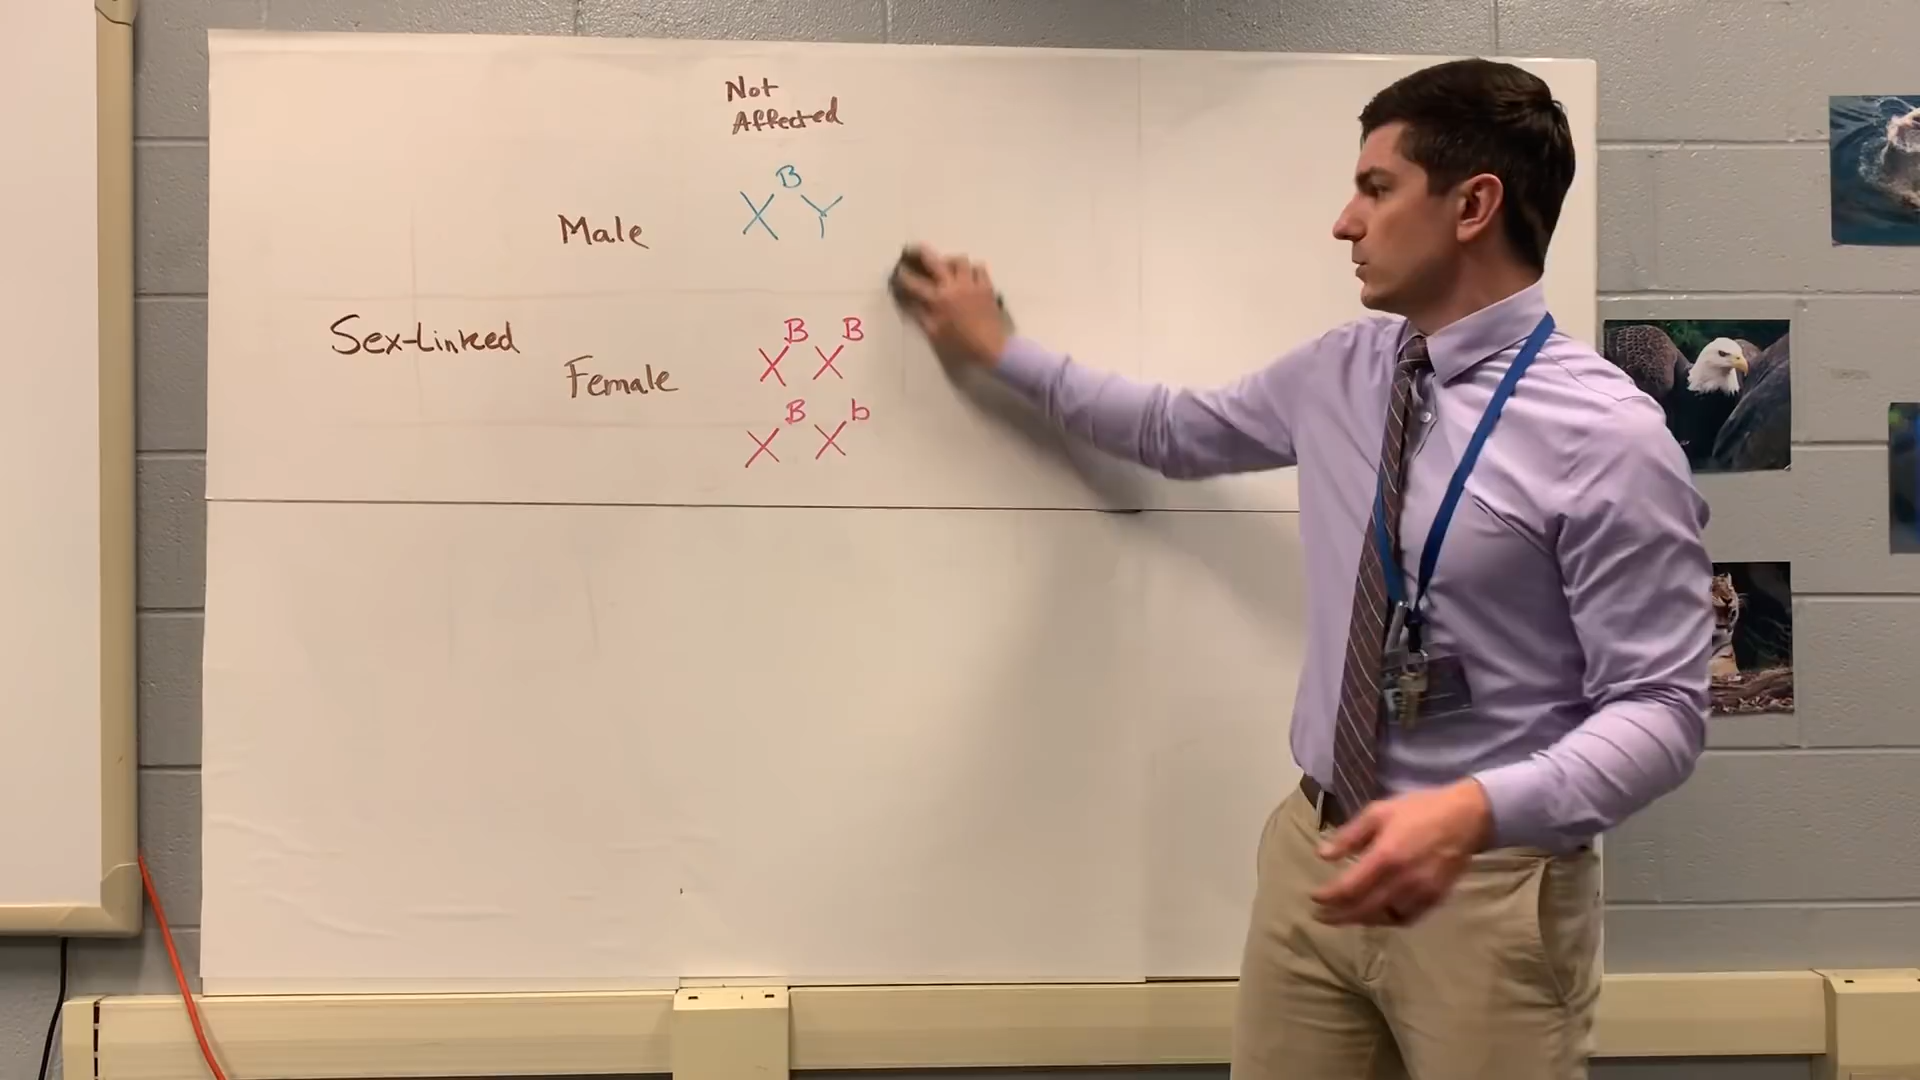 Not
Affected
Male
X^B Y
Sex-Linked
Female
X^B X^B
X^B X^b